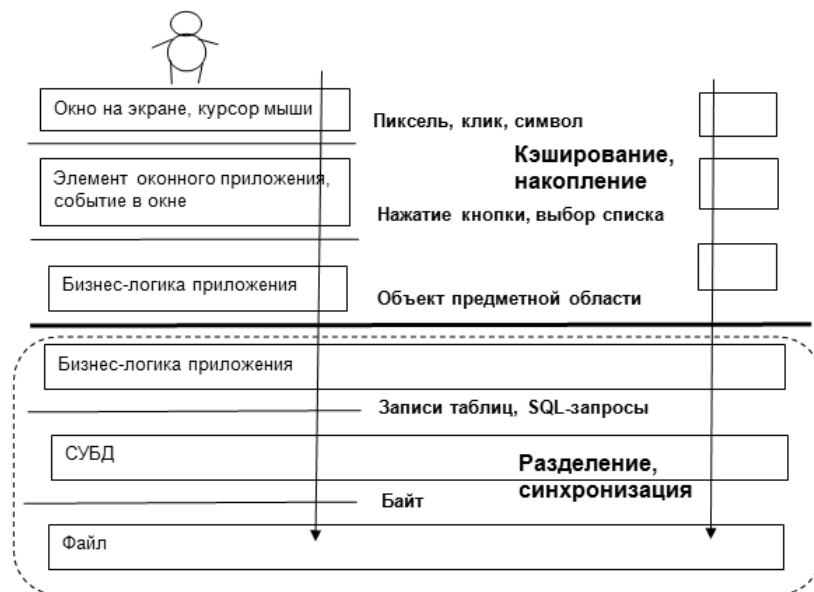 Окно на экране, курсор мыши
Пиксель, клик, символ
Кэширование,
накопление
Элемент оконного приложения,
событие в окне
Нажатие кнопки, выбор списка
Бизнес-логика приложения
Объект предметной области
Бизнес-логика приложения
Записи таблиц, SQL-запросы
СУБД
Разделение,
синхронизация
Байт
Файл